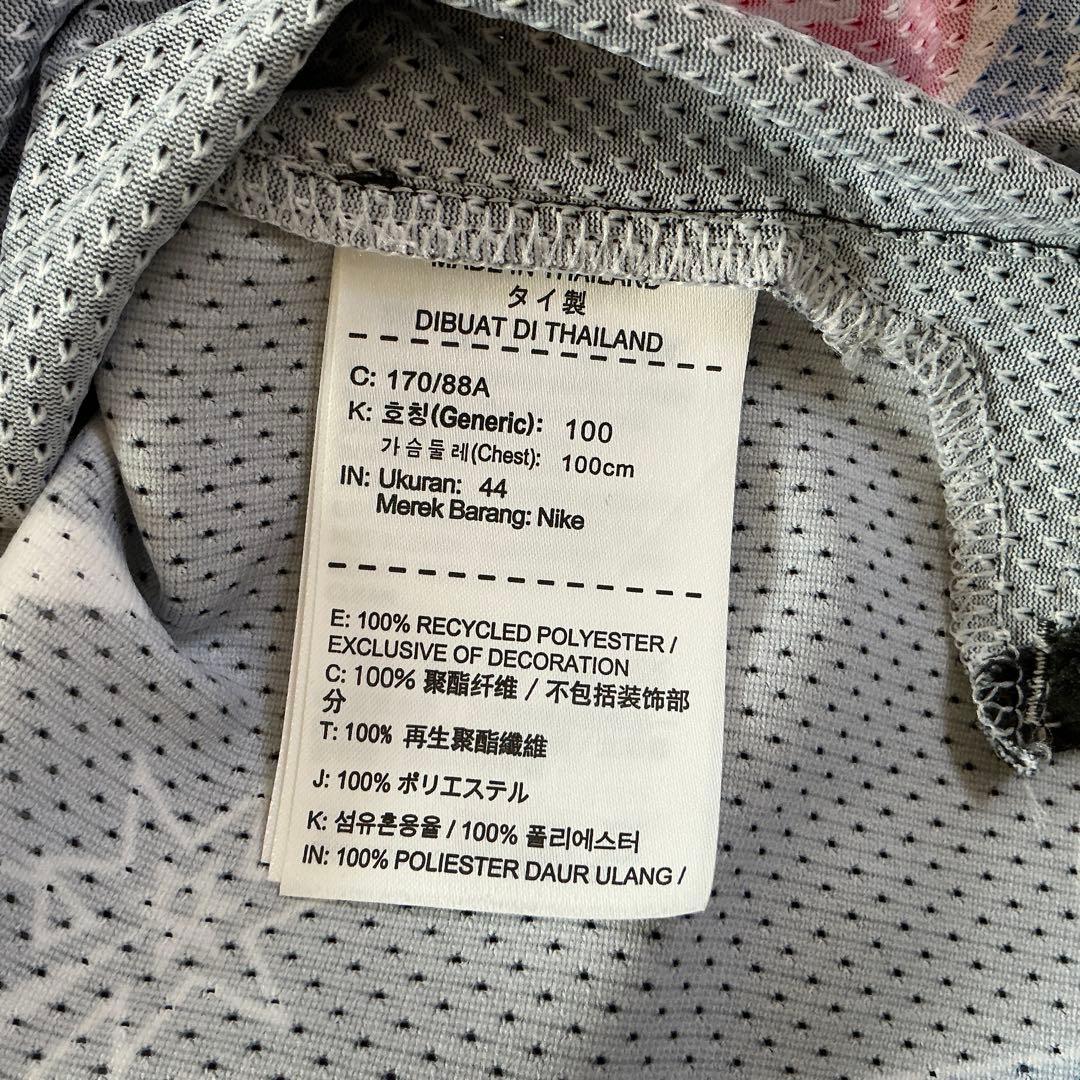 MADE IN THAILAND
タイ製
DIBUAT DI THAILAND
C: 170/88A
K: 호칭(Generic): 100
가슴둘레(Chest): 100cm
IN: Ukuran: 44
Merek Barang: Nike
E: 100% RECYCLED POLYESTER /
EXCLUSIVE OF DECORATION
C: 100% 聚酯纤维 / 不包括装饰部
分
T: 100% 再生聚酯纖維
J: 100% ポリエステル
K: 섬유혼용율 / 100% 폴리에스터
IN: 100% POLIESTER DAUR ULANG /